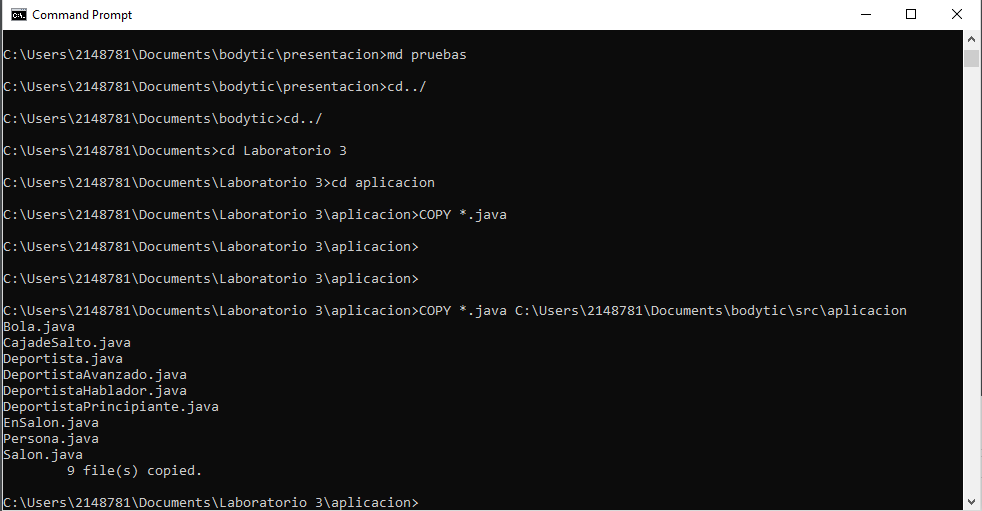 Command Prompt
C:\Users\2148781\Documents\bodytic\presentacion>md pruebas
C:\Users\2148781\Documents\bodytic\presentacion>cd../
C:\Users\2148781\Documents\bodytic>cd../
C:\Users\2148781\Documents>cd Laboratorio 3
C:\Users\2148781\Documents\Laboratorio 3>cd aplicacion
C:\Users\2148781\Documents\Laboratorio 3\aplicacion>COPY *.java
C:\Users\2148781\Documents\Laboratorio 3\aplicacion>
C:\Users\2148781\Documents\Laboratorio 3\aplicacion>
C:\Users\2148781\Documents\Laboratorio 3\aplicacion>COPY *.java C:\Users\2148781\Documents\bodytic\src\aplicacion
Bola.java
CajadeSalto.java
Deportista.java
DeportistaAvanzado.java
DeportistaHablador.java
DeportistaPrincipiante.java
EnSalon.java
Persona.java
Salon.java
9 file(s) copied.
C:\Users\2148781\Documents\Laboratorio 3\aplicacion>